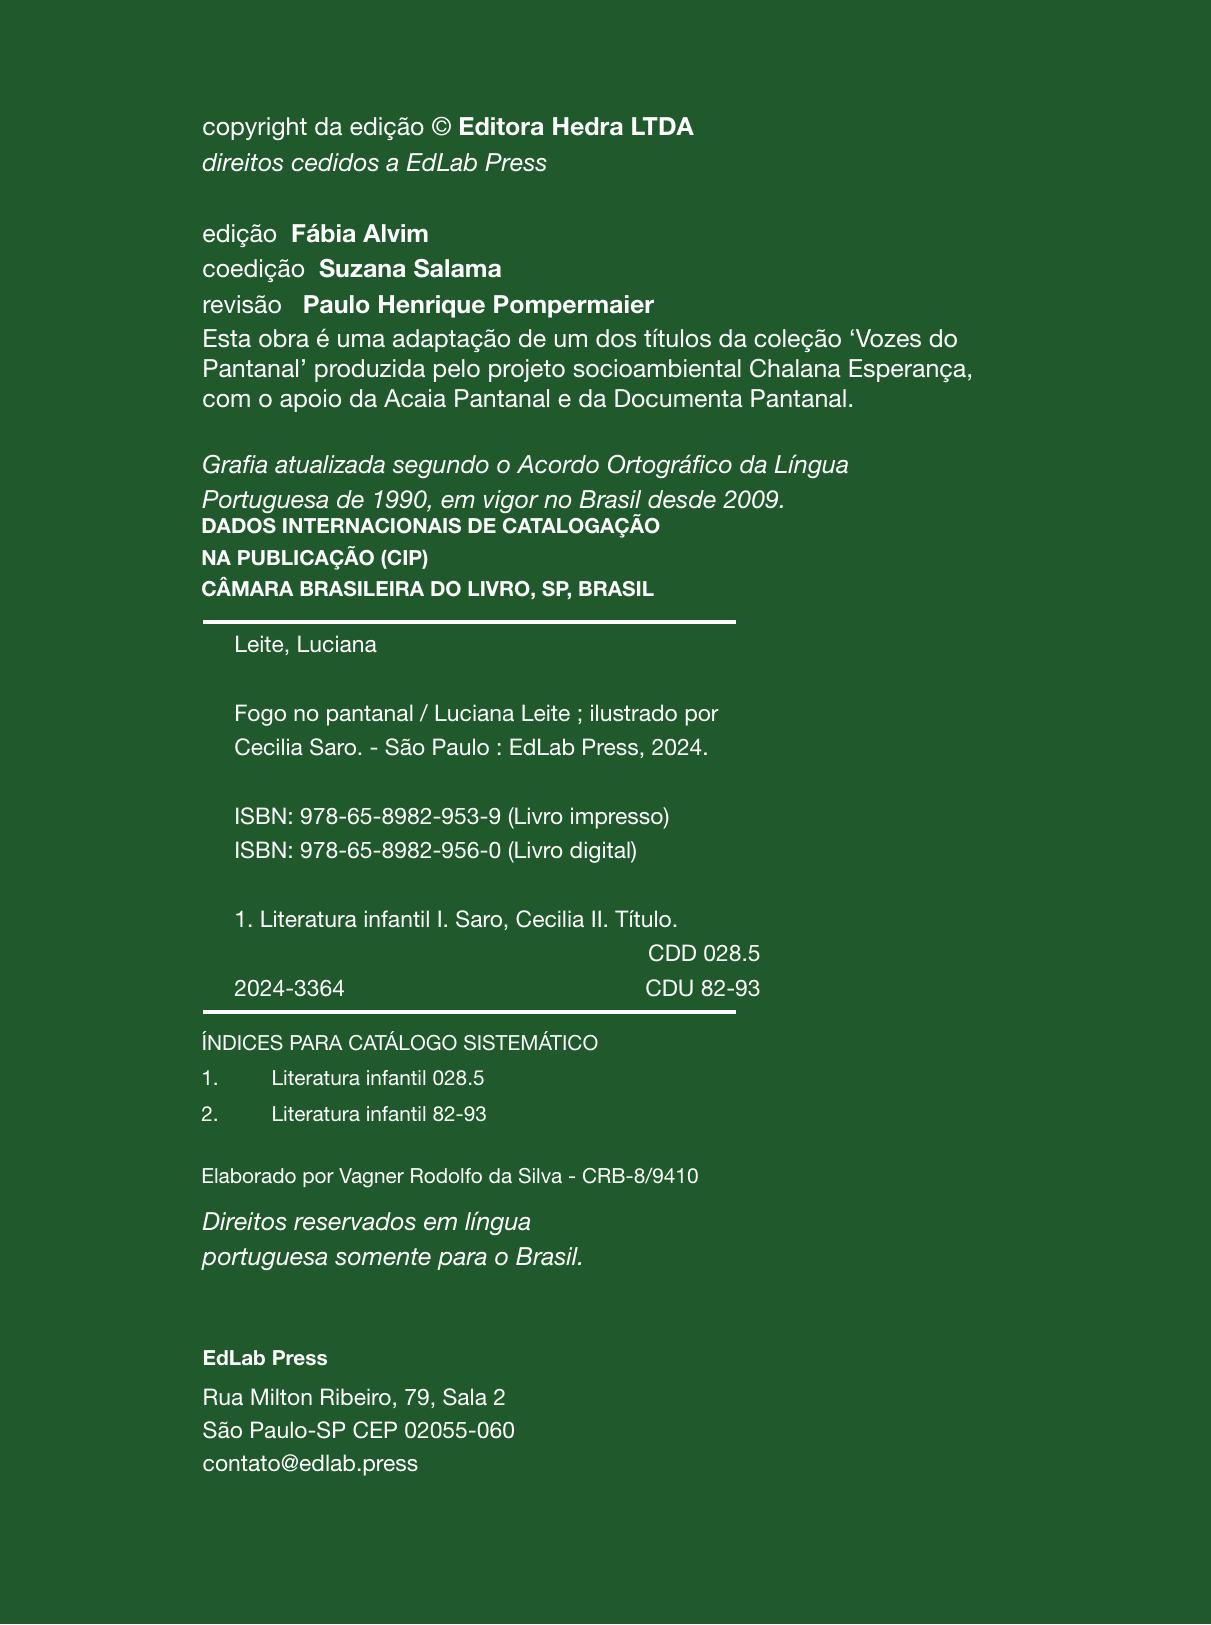 copyright da edição © Editora Hedra LTDA
direitos cedidos a EdLab Press
edição Fábia Alvim
coedição Suzana Salama
revisão Paulo Henrique Pompermaier
Esta obra é uma adaptação de um dos títulos da coleção ‘Vozes do
Pantanal’ produzida pelo projeto socioambiental Chalana Esperança,
com o apoio da Acaia Pantanal e da Documenta Pantanal.
Grafia atualizada segundo o Acordo Ortográfico da Língua
Portuguesa de 1990, em vigor no Brasil desde 2009.
DADOS INTERNACIONAIS DE CATALOGAÇÃO
NA PUBLICAÇÃO (CIP)
CÂMARA BRASILEIRA DO LIVRO, SP, BRASIL
Leite, Luciana
Fogo no pantanal / Luciana Leite ; ilustrado por
Cecilia Saro. - São Paulo : EdLab Press, 2024.
ISBN: 978-65-8982-953-9 (Livro impresso)
ISBN: 978-65-8982-956-0 (Livro digital)
1. Literatura infantil I. Saro, Cecilia II. Título.
CDD 028.5
2024-3364 CDU 82-93
ÍNDICES PARA CATÁLOGO SISTEMÁTICO
1. Literatura infantil 028.5
2. Literatura infantil 82-93
Elaborado por Vagner Rodolfo da Silva - CRB-8/9410
Direitos reservados em língua
portuguesa somente para o Brasil.
EdLab Press
Rua Milton Ribeiro, 79, Sala 2
São Paulo-SP CEP 02055-060
contato@edlab.press